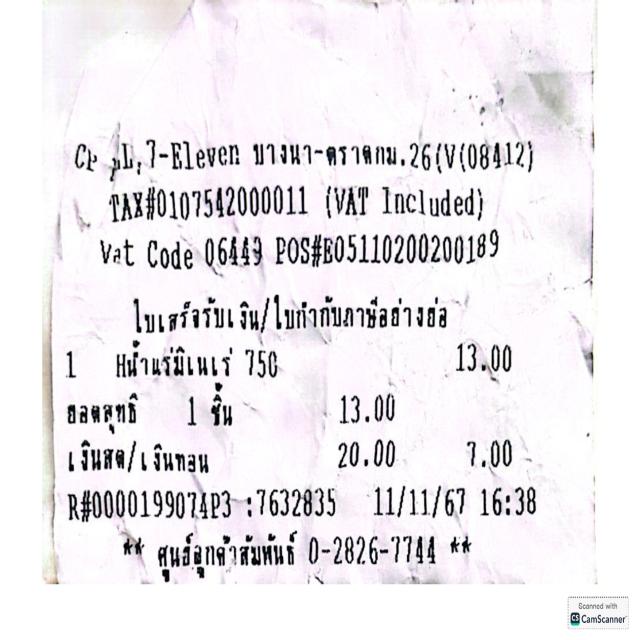 CP ALL,7-Eleven บางนา-ตราดกม.26(V(08412)
TAX#0107542000011 (VAT Included)
Vat Code 06449 POS#E05110200200189
ใบเสร็จรับเงิน/ใบกำกับภาษีอย่างย่อ
1 Hน้ำแร่มิเนเร่ 750 13.00
ยอดสุทธิ 1 ชิ้น 13.00
เงินสด/เงินทอน 20.00 7.00
R#0000199074P3 :7632835 11/11/67 16:38
** ศูนย์ลูกค้าสัมพันธ์ 0-2826-7744 **
Scanned with
CS CamScanner